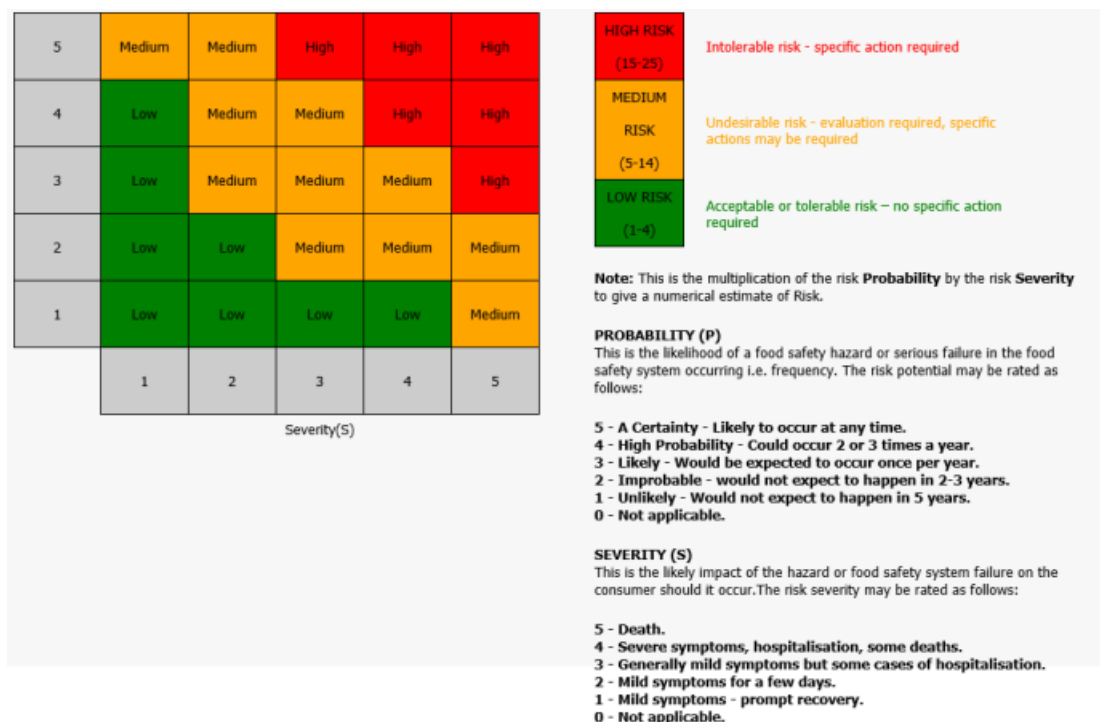 5 Medium Medium High High High
4 Low Medium Medium High High
3 Low Medium Medium Medium High
2 Low Low Medium Medium Medium
1 Low Low Low Low Medium
1 2 3 4 5
Severity(S)
HIGH RISK
(15-25)
Intolerable risk - specific action required
MEDIUM
RISK
(5-14)
Undesirable risk - evaluation required, specific
actions may be required
LOW RISK
(1-4)
Acceptable or tolerable risk – no specific action
required
Note: This is the multiplication of the risk Probability by the risk Severity
to give a numerical estimate of Risk.
PROBABILITY (P)
This is the likelihood of a food safety hazard or serious failure in the food
safety system occurring i.e. frequency. The risk potential may be rated as
follows:
5 - A Certainty - Likely to occur at any time.
4 - High Probability - Could occur 2 or 3 times a year.
3 - Likely - Would be expected to occur once per year.
2 - Improbable - would not expect to happen in 2-3 years.
1 - Unlikely - Would not expect to happen in 5 years.
0 - Not applicable.
SEVERITY (S)
This is the likely impact of the hazard or food safety system failure on the
consumer should it occur.The risk severity may be rated as follows:
5 - Death.
4 - Severe symptoms, hospitalisation, some deaths.
3 - Generally mild symptoms but some cases of hospitalisation.
2 - Mild symptoms for a few days.
1 - Mild symptoms - prompt recovery.
0 - Not applicable.